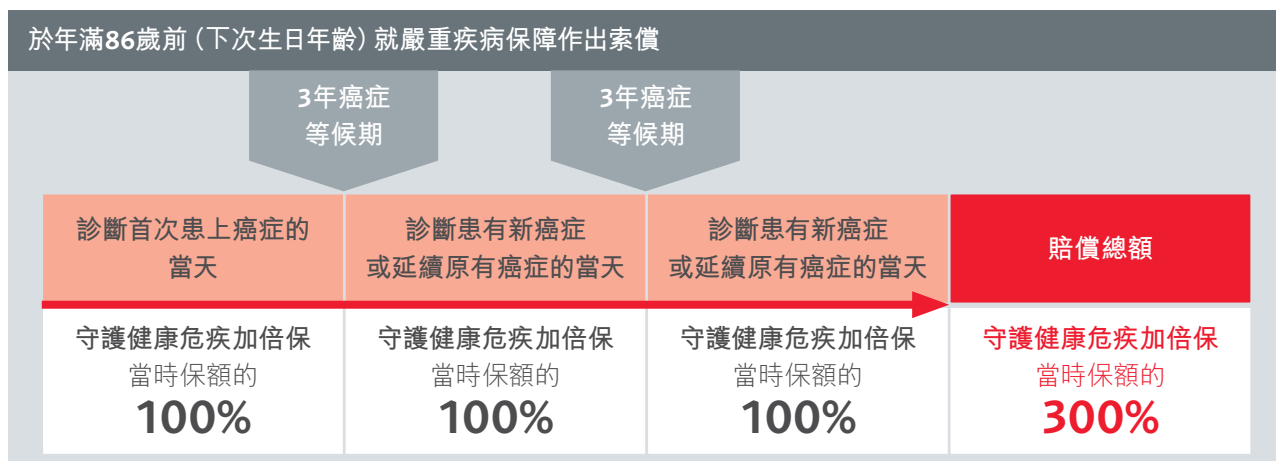 於年滿86歲前（下次生日年齡）就嚴重疾病保障作出索償
3年癌症
等候期
3年癌症
等候期
診斷首次患上癌症的
當天
診斷患有新癌症
或延續原有癌症的當天
診斷患有新癌症
或延續原有癌症的當天
賠償總額
守護健康危疾加倍保
當時保額的
100%
守護健康危疾加倍保
當時保額的
100%
守護健康危疾加倍保
當時保額的
100%
守護健康危疾加倍保
當時保額的
300%